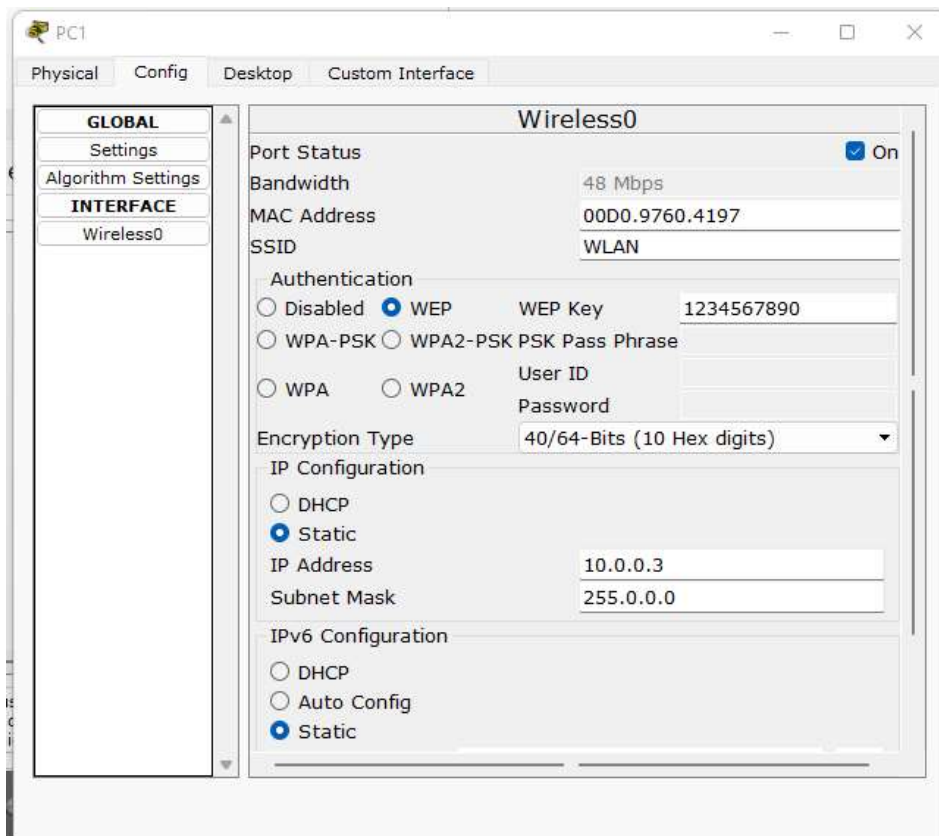 PC1
Physical Config Desktop Custom Interface
GLOBAL
Settings
Algorithm Settings
INTERFACE
Wireless0
Wireless0
Port Status On
Bandwidth 48 Mbps
MAC Address 00D0.9760.4197
SSID WLAN
Authentication
Disabled WEP WEP Key 1234567890
WPA-PSK WPA2-PSK PSK Pass Phrase
User ID
WPA WPA2
Password
Encryption Type 40/64-Bits (10 Hex digits)
IP Configuration
DHCP
Static
IP Address 10.0.0.3
Subnet Mask 255.0.0.0
IPv6 Configuration
DHCP
Auto Config
Static